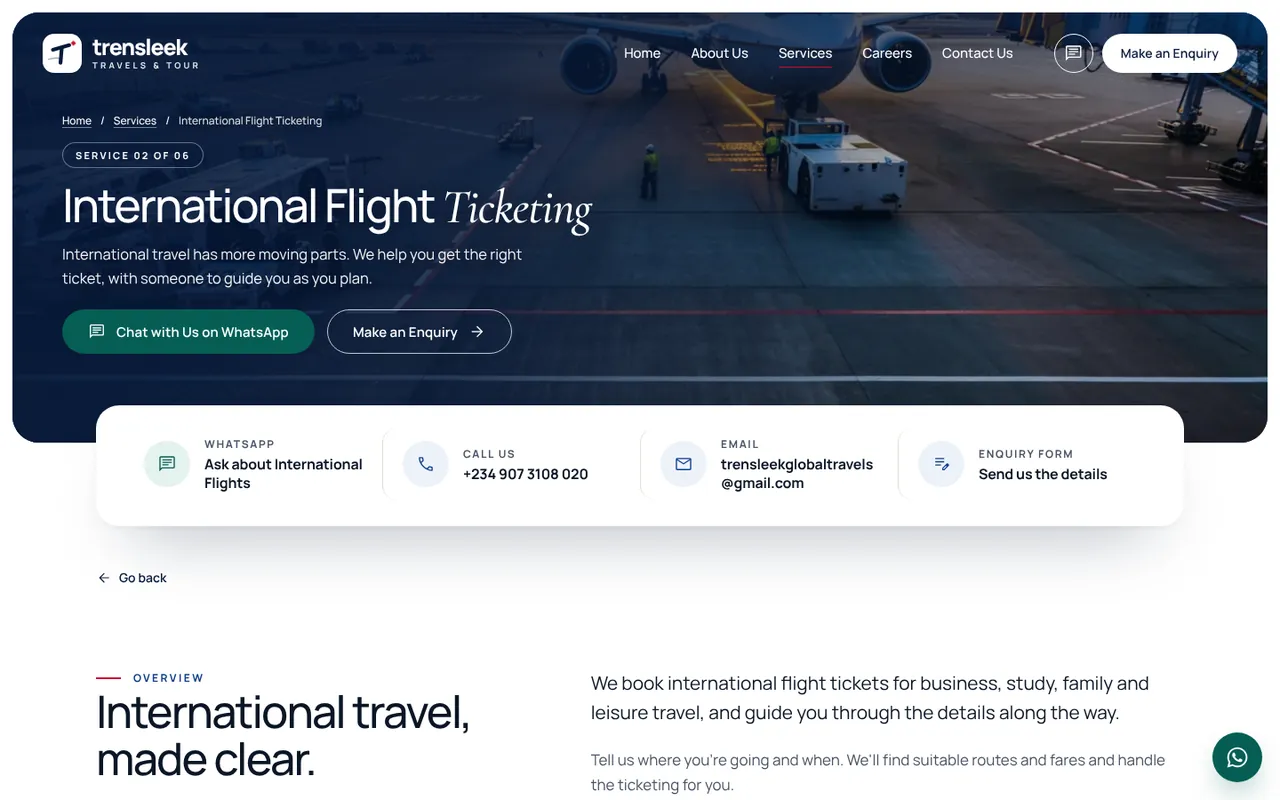 trensleek
TRAVELS & TOUR
Home
About Us
Services
Careers
Contact Us
Make an Enquiry
Home / Services / International Flight Ticketing
SERVICE 02 OF 06
International Flight Ticketing
International travel has more moving parts. We help you get the right
ticket, with someone to guide you as you plan.
Chat with Us on WhatsApp
Make an Enquiry
WHATSAPP
Ask about International
Flights
CALL US
+234 907 3108 020
EMAIL
trensleekglobaltravels
@gmail.com
ENQUIRY FORM
Send us the details
Go back
OVERVIEW
International travel,
made clear.
We book international flight tickets for business, study, family and
leisure travel, and guide you through the details along the way.
Tell us where you're going and when. We'll find suitable routes and fares and handle
the ticketing for you.